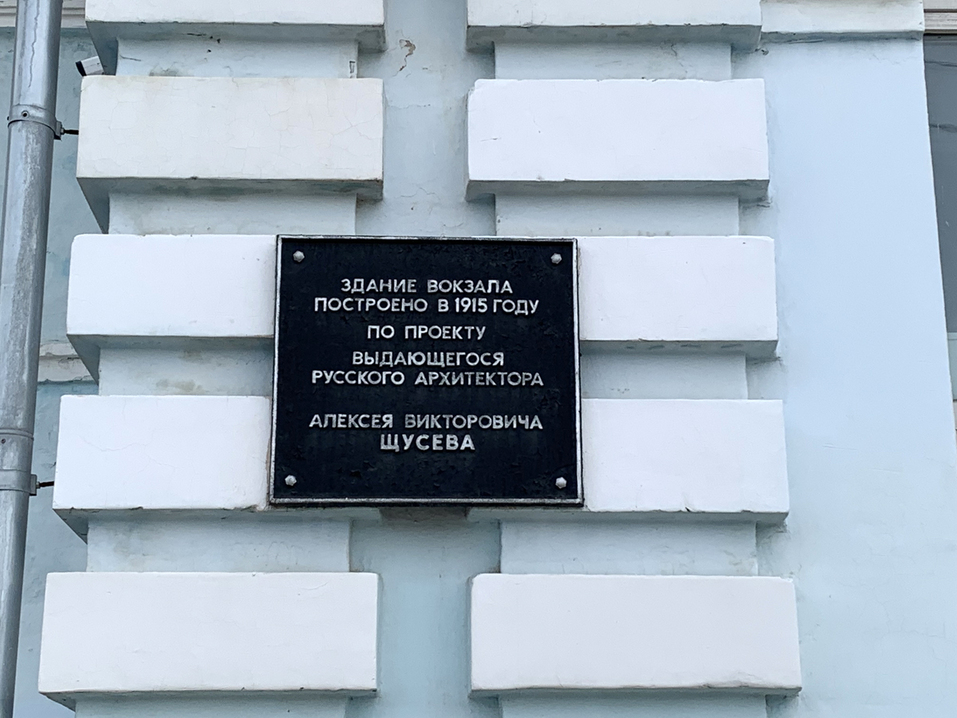 ЗДАНИЕ ВОКЗАЛА
ПОСТРОЕНО В 1915 ГОДУ
ПО ПРОЕКТУ
ВЫДАЮЩЕГОСЯ
РУССКОГО АРХИТЕКТОРА
АЛЕКСЕЯ ВИКТОРОВИЧА
ЩУСЕВА